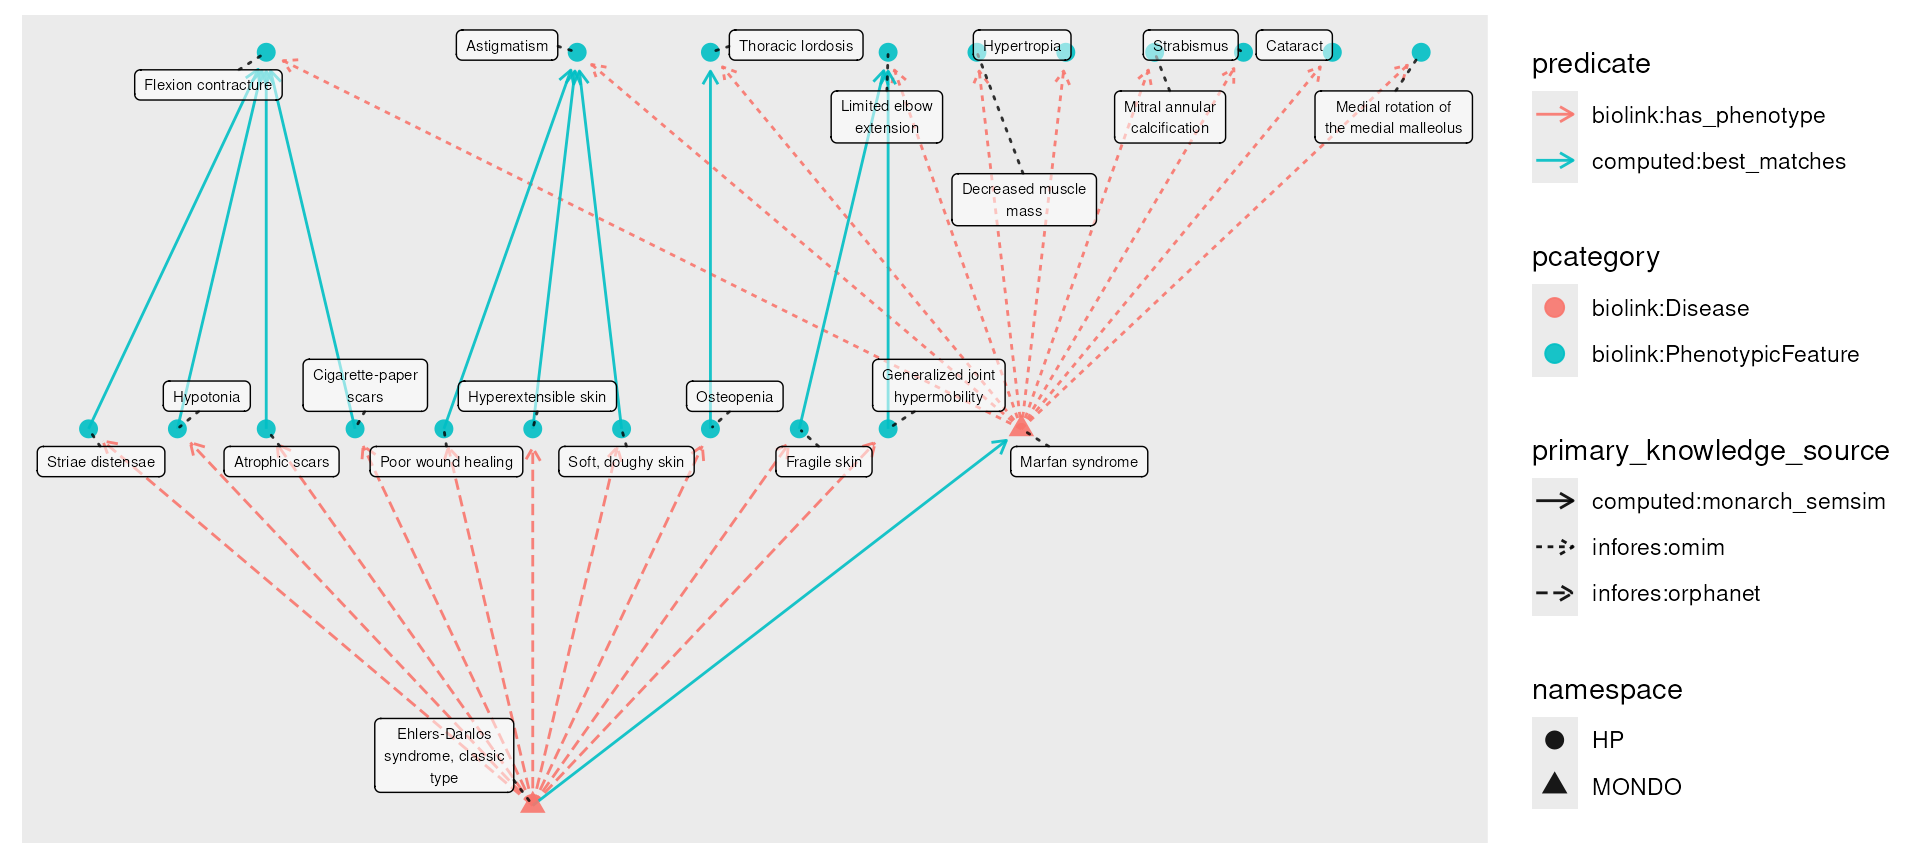 Astigmatism
Thoracic lordosis
Hypertropia
Strabismus
Cataract
Flexion contracture
Limited elbow
extension
Mitral annular
calcification
Medial rotation of
the medial malleolus
Decreased muscle
mass
Cigarette-paper
scars
Generalized joint
hypermobility
Hypotonia
Hyperextensible skin
Osteopenia
Striae distensae
Atrophic scars
Poor wound healing
Soft, doughy skin
Fragile skin
Marfan syndrome
Ehlers-Danlos
syndrome, classic
type
predicate
biolink:has_phenotype
computed:best_matches
pcategory
biolink:Disease
biolink:PhenotypicFeature
primary_knowledge_source
computed:monarch_semsim
infores:omim
infores:orphanet
namespace
HP
MONDO